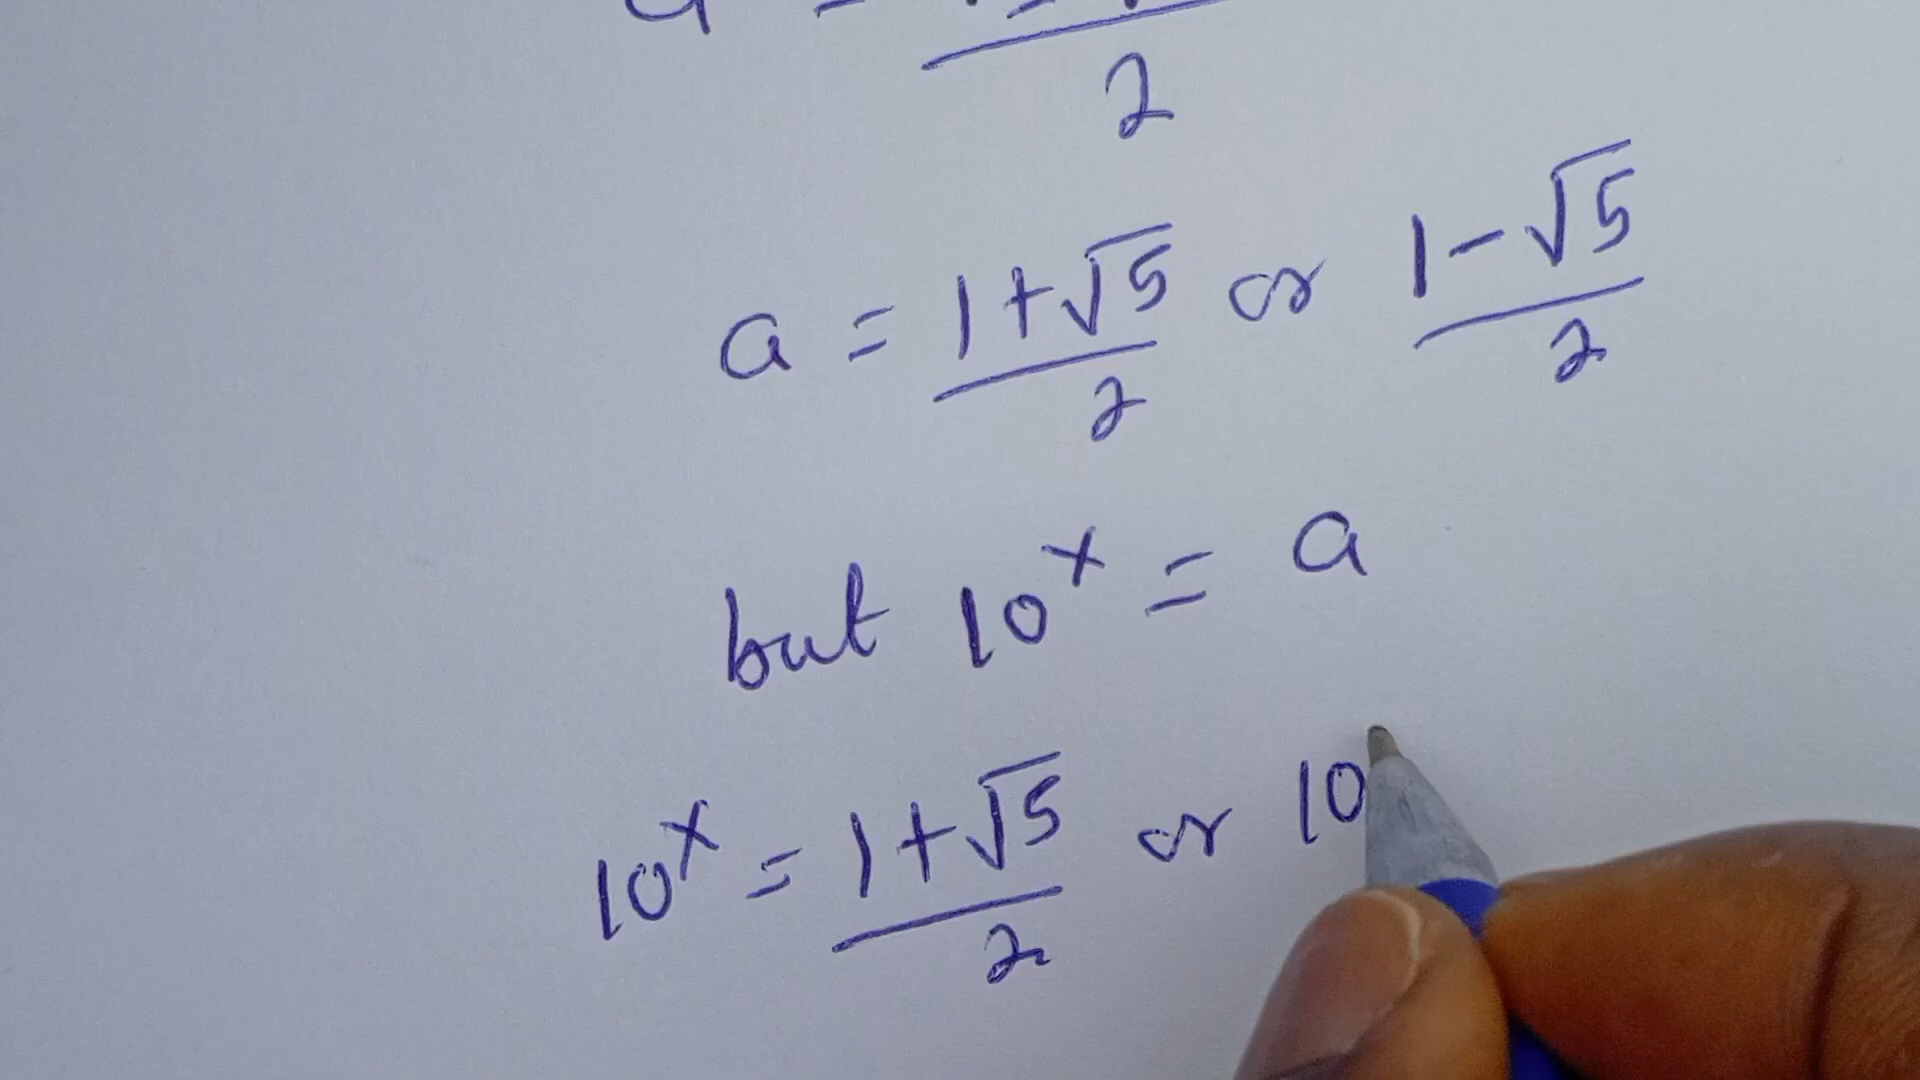 2
a = (1+√5)/2 or (1-√5)/2
but 10^x = a
10^x = (1+√5)/2 or 10